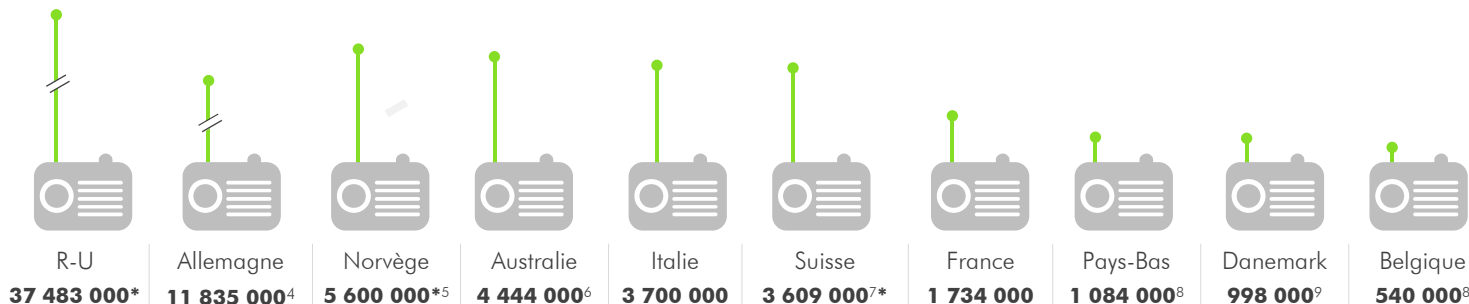 R-U Allemagne Norvège Australie Italie Suisse France Pays-Bas Danemark Belgique
37 483 000* 11 835 000⁴ 5 600 000*⁵ 4 444 000⁶ 3 700 000 3 609 000⁷* 1 734 000 1 084 000⁸ 998 000⁹ 540 000⁸